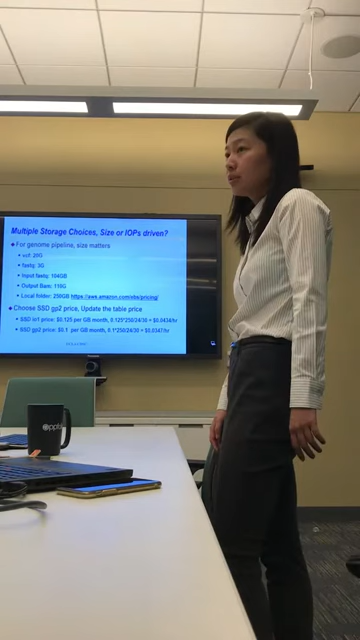 Multiple Storage Choices, Size or IOPs driven?
For genome pipeline, size matters
vcf: 20G
fastq: 3G
Input fastq: 104GB
Output Bam: 110G
Local folder: 250GB https://aws.amazon.com/ebs/pricing/
Choose SSD gp2 price, Update the table price
SSD io1 price: $0.125 per GB month, 0.125*250/24/30 = $0.0434/hr
SSD gp2 price: $0.1 per GB month, 0.1*250/24/30 = $0.0347/hr